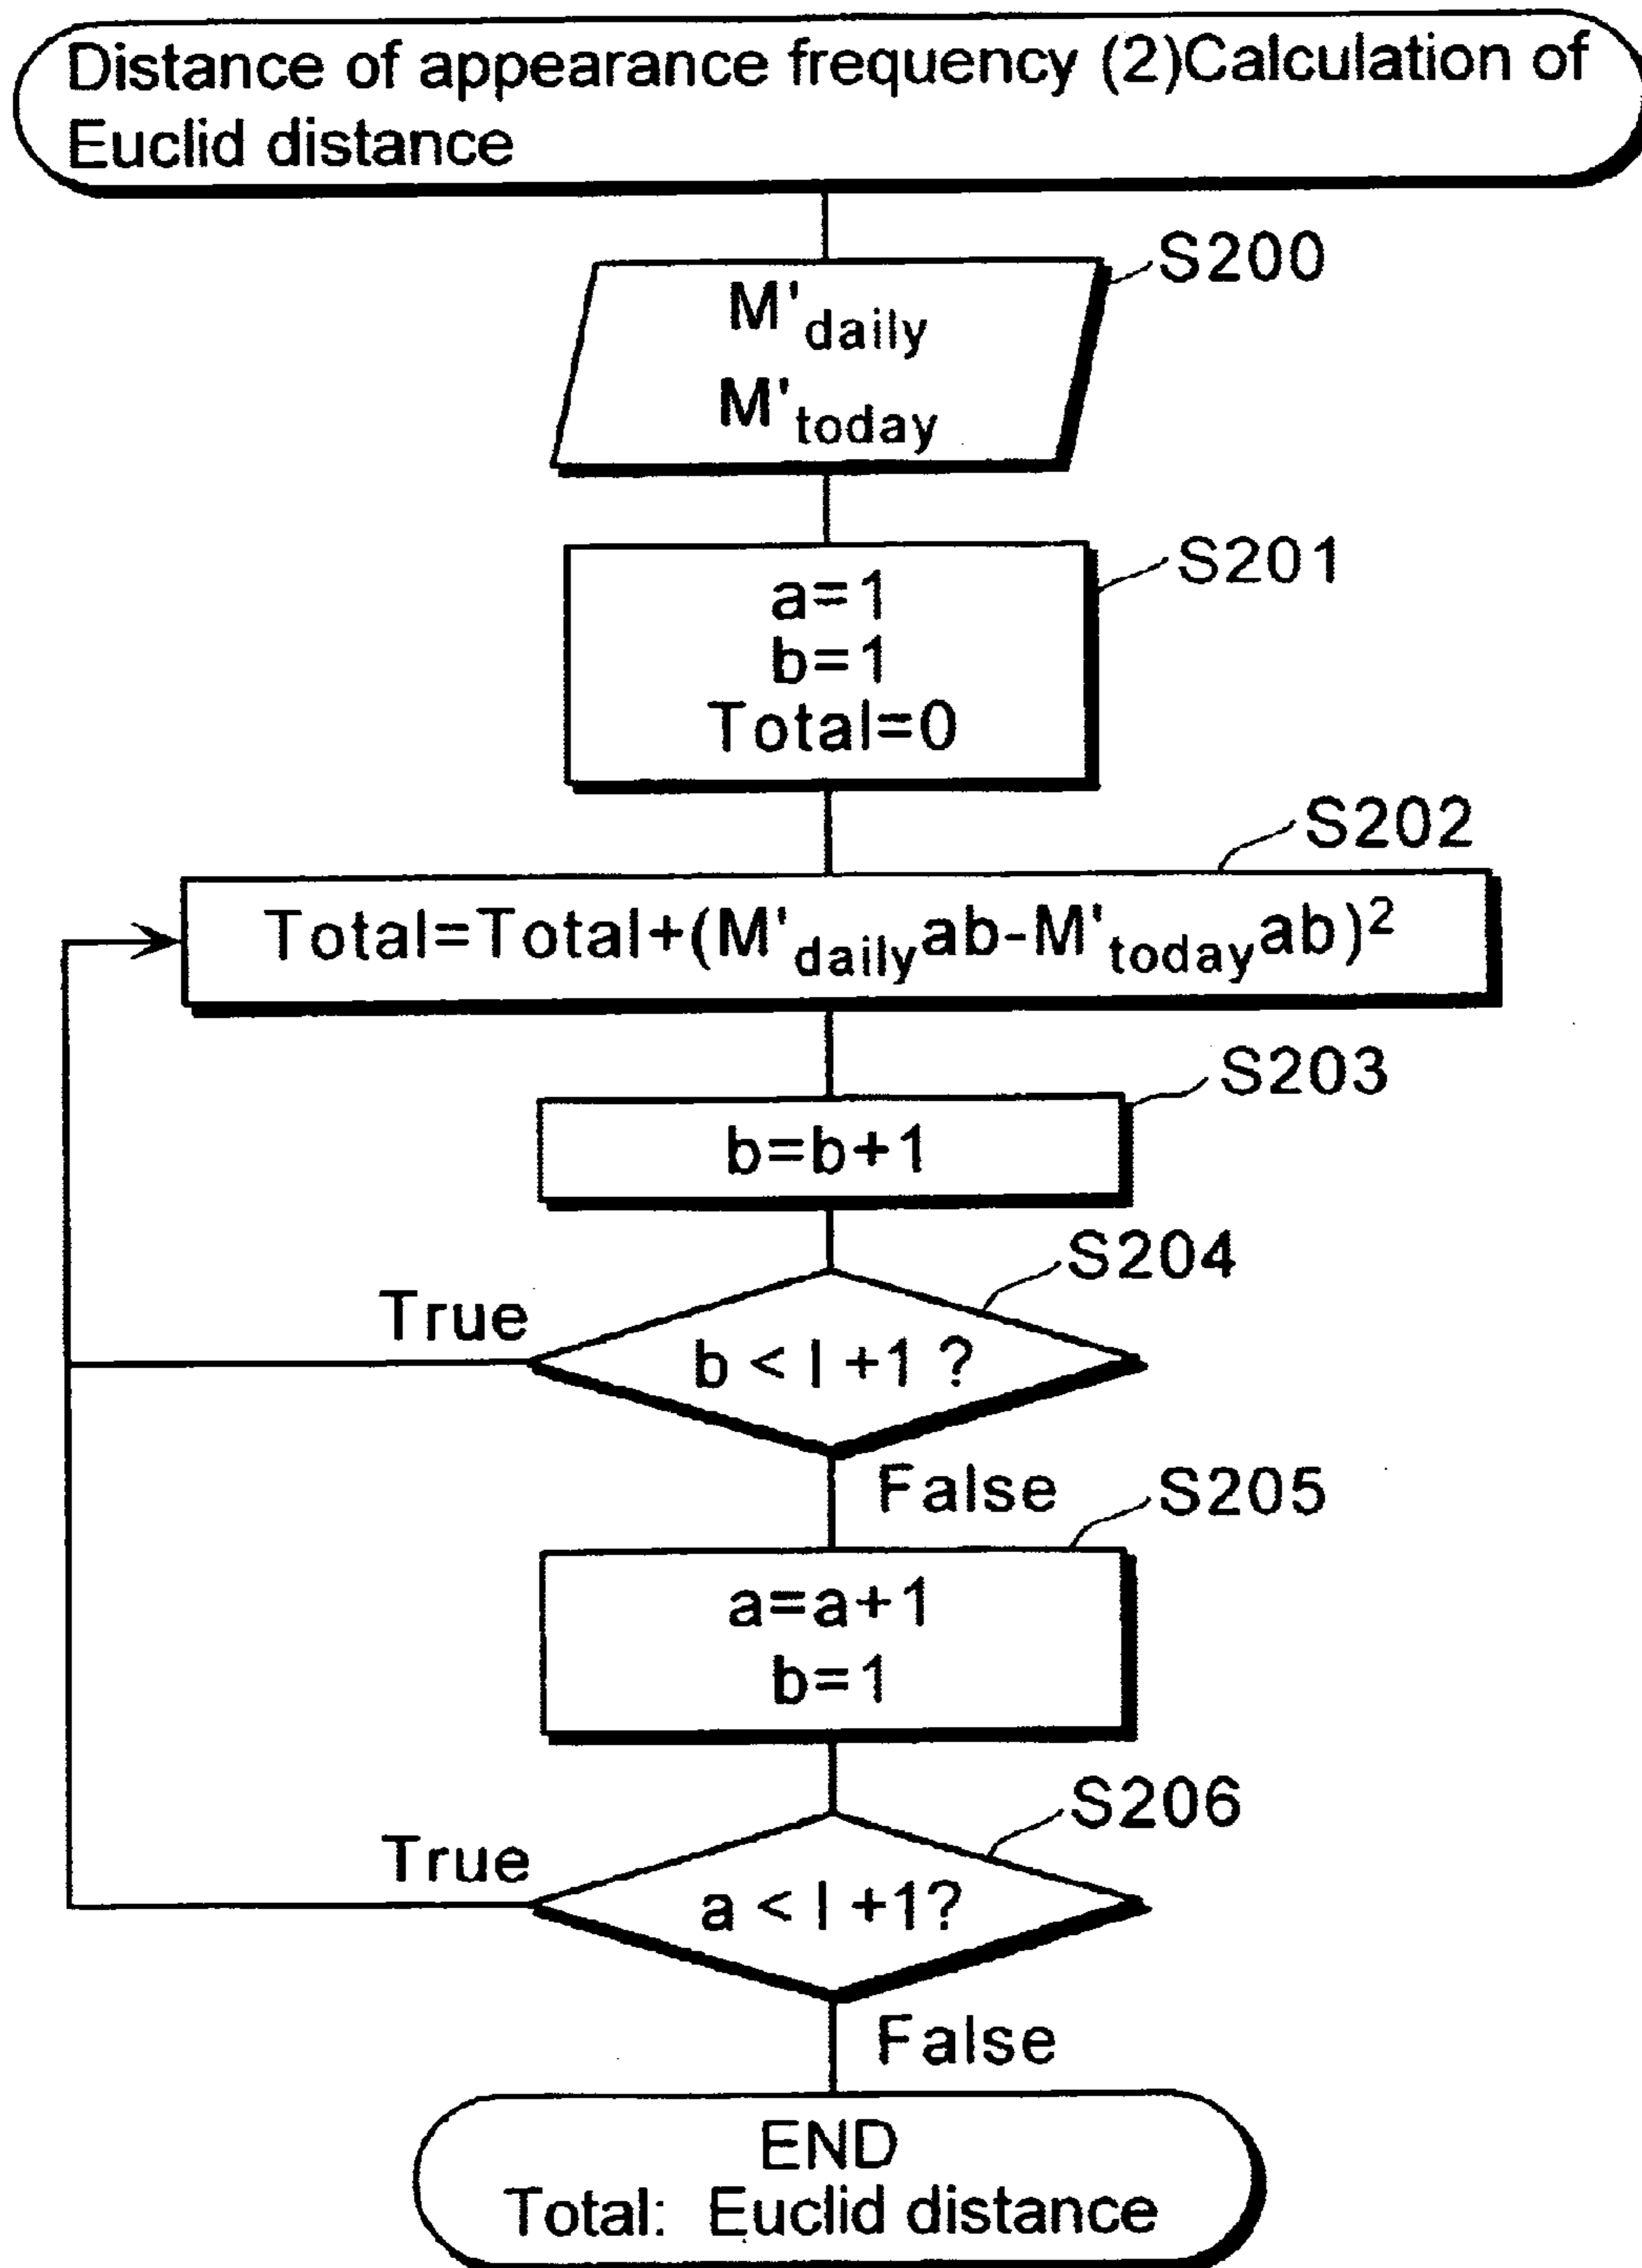 Distance of appearance frequency (2)Calculation of
Euclid distance
S200
M'daily
M'today
S201
a=1
b=1
Total=0
S202
Total=Total+(M'dailyab-M'todayab)²
S203
b=b+1
S204
True
b < I +1 ?
False
S205
a=a+1
b=1
S206
True
a < I +1?
False
END
Total: Euclid distance